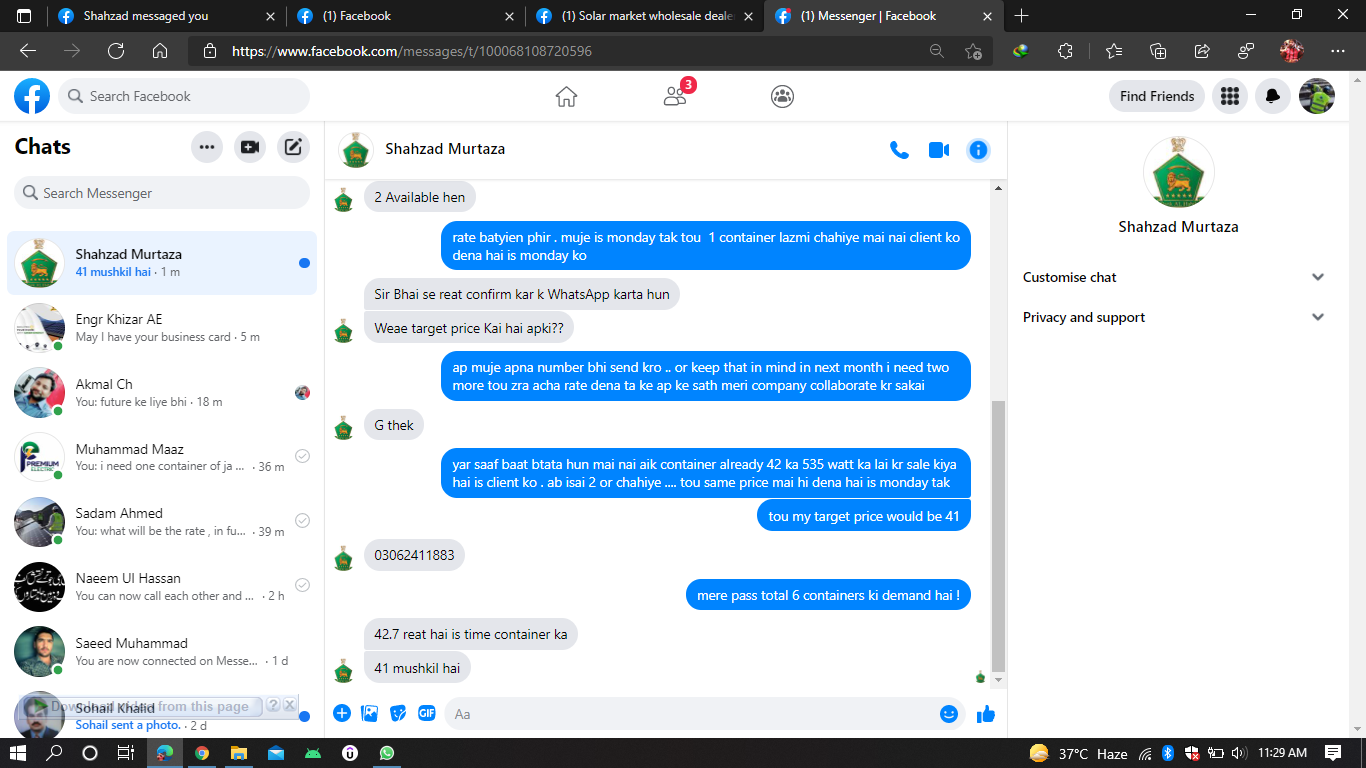 Shahzad messaged you
(1) Facebook
(1) Solar market wholesale deale
(1) Messenger | Facebook
https://www.facebook.com/messages/t/100068108720596
Search Facebook
3
Find Friends
Chats
Search Messenger
Shahzad Murtaza
41 mushkil hai · 1 m
Engr Khizar AE
May I have your business card · 5 m
Akmal Ch
You: future ke liye bhi · 18 m
Muhammad Maaz
You: i need one container of ja ... · 36 m
Sadam Ahmed
You: what will be the rate , in fu... · 39 m
Naeem Ul Hassan
You can now call each other and ... · 2 h
Saeed Muhammad
You are now connected on Messe... · 1 d
Sohail Khalid
Download video from this page ?
Sohail sent a photo. · 2 d
Shahzad Murtaza
2 Available hen
rate batyien phir . muje is monday tak tou 1 container lazmi chahiye mai nai client ko
dena hai is monday ko
Sir Bhai se reat confirm kar k WhatsApp karta hun
Weae target price Kai hai apki??
ap muje apna number bhi send kro .. or keep that in mind in next month i need two
more tou zra acha rate dena ta ke ap ke sath meri company collaborate kr sakai
G thek
yar saaf baat btata hun mai nai aik container already 42 ka 535 watt ka lai kr sale kiya
hai is client ko . ab isai 2 or chahiye .... tou same price mai hi dena hai is monday tak
tou my target price would be 41
03062411883
mere pass total 6 containers ki demand hai !
42.7 reat hai is time container ka
41 mushkil hai
GIF
Aa
Shahzad Murtaza
Customise chat
Privacy and support
37°C Haze
11:29 AM